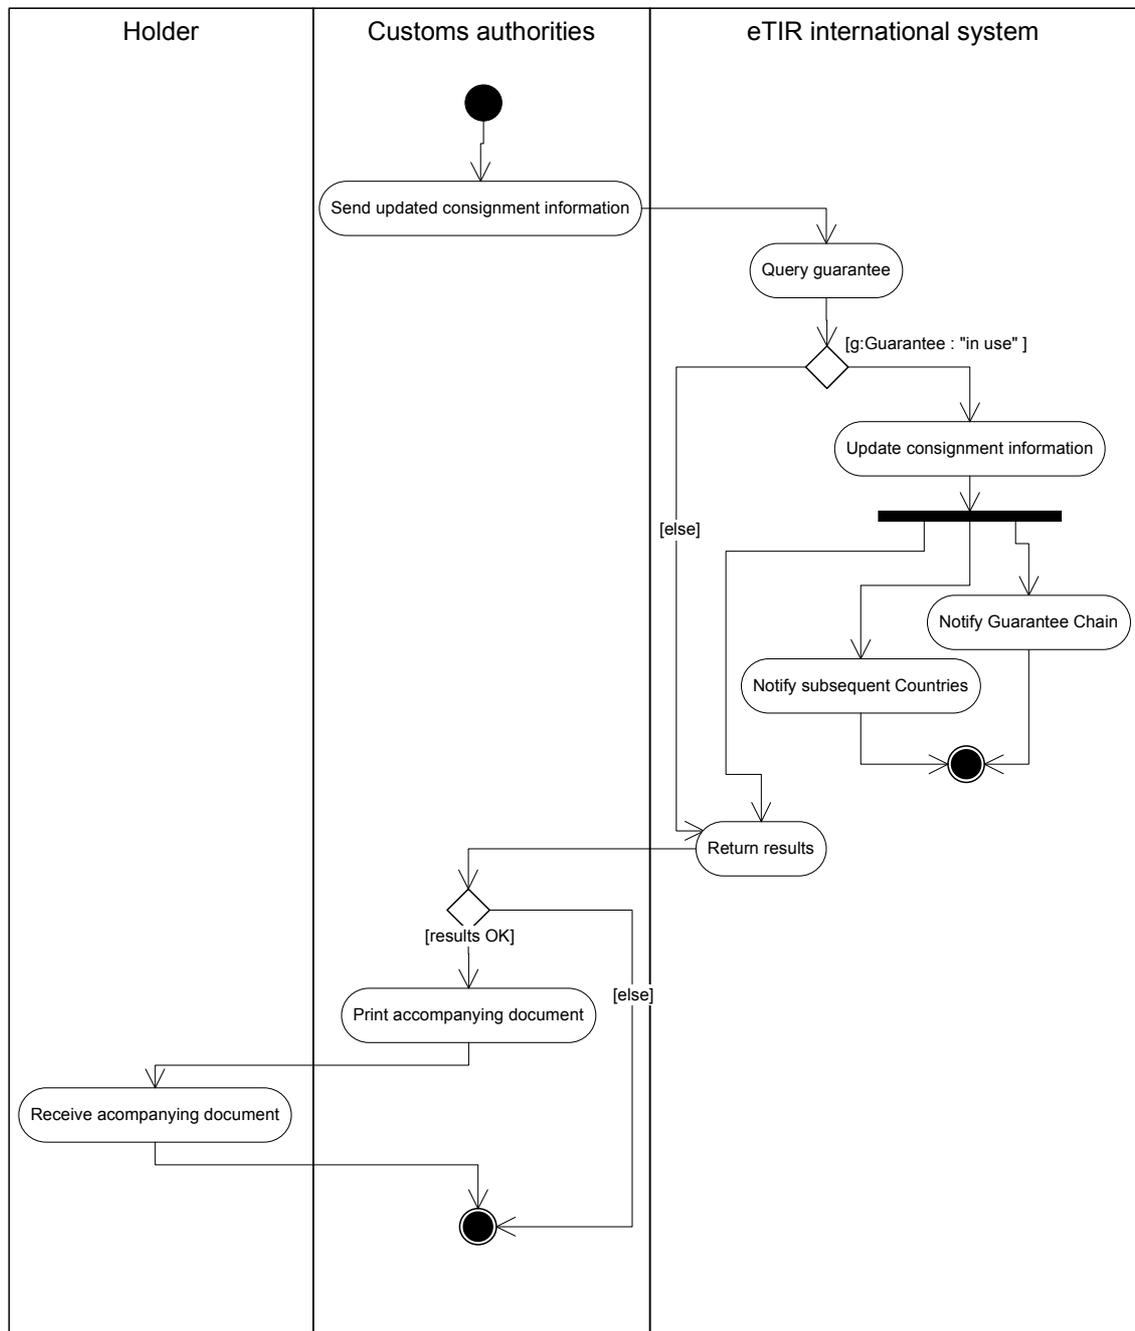 Holder
Customs authorities
eTIR international system
Send updated consignment information
Query guarantee
[g:Guarantee : "in use" ]
Update consignment information
[else]
Notify Guarantee Chain
Notify subsequent Countries
Return results
[results OK]
[else]
Print accompanying document
Receive acompanying document